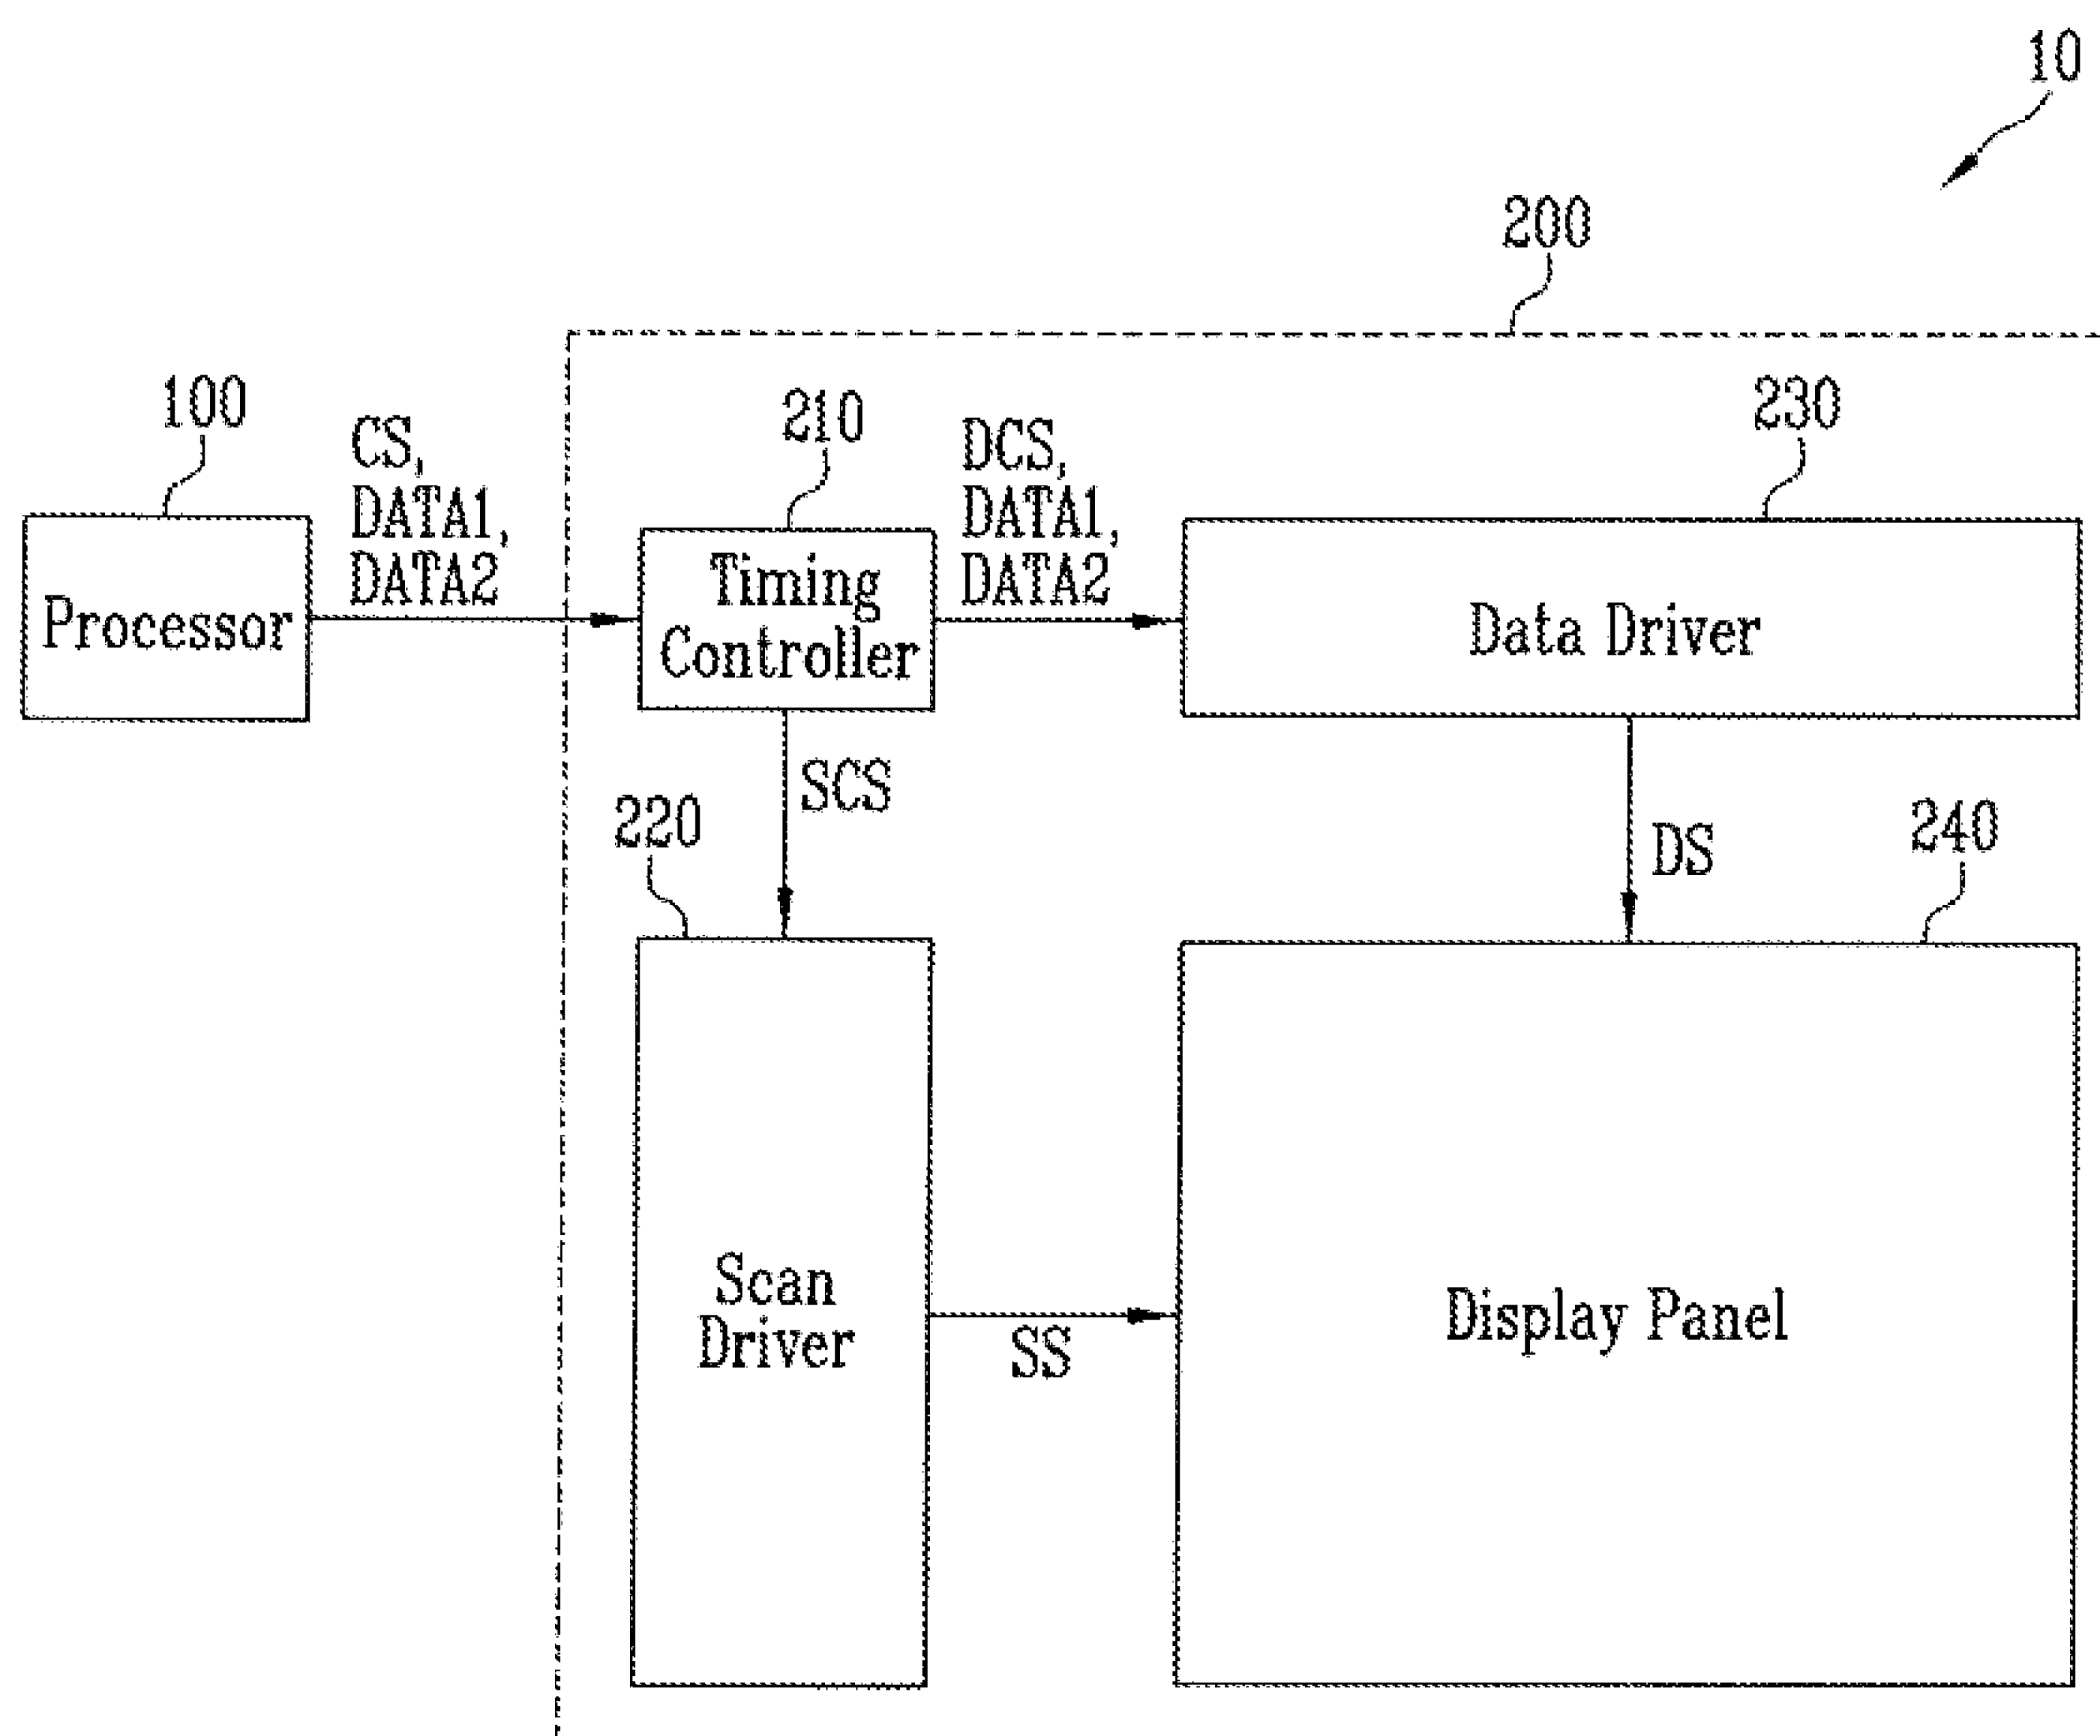 10
200
100
CS,
DATA1,
DATA2
210
DCS,
DATA1,
DATA2
230
Processor
Timing
Controller
Data Driver
SCS
220
DS
240
Scan
Driver
SS
Display Panel